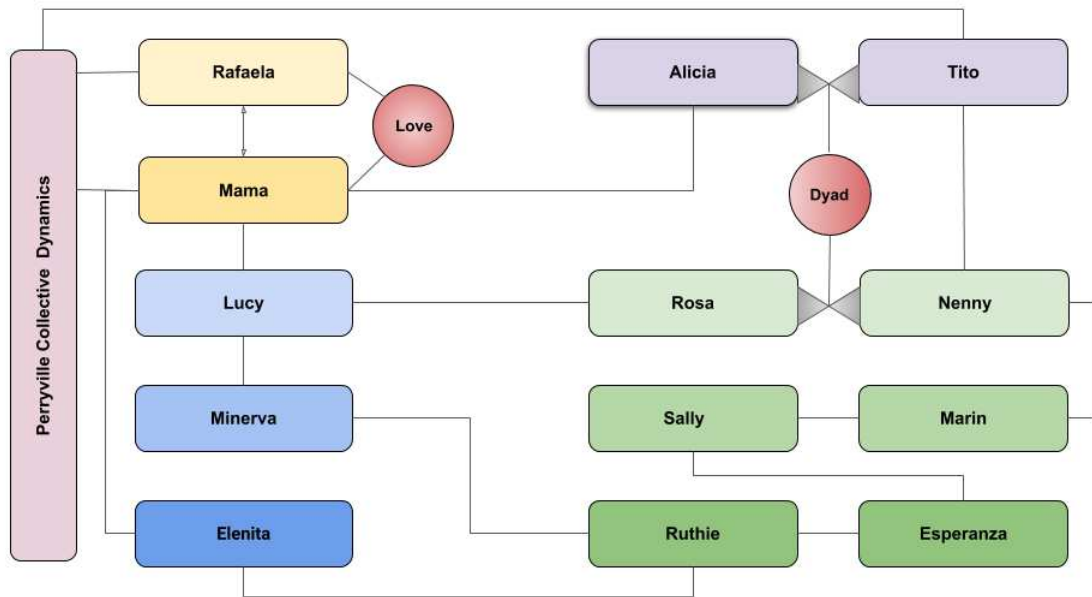 Perryville Collective Dynamics
Rafaela
Alicia
Tito
Love
Mama
Dyad
Lucy
Rosa
Nenny
Minerva
Sally
Marin
Elenita
Ruthie
Esperanza